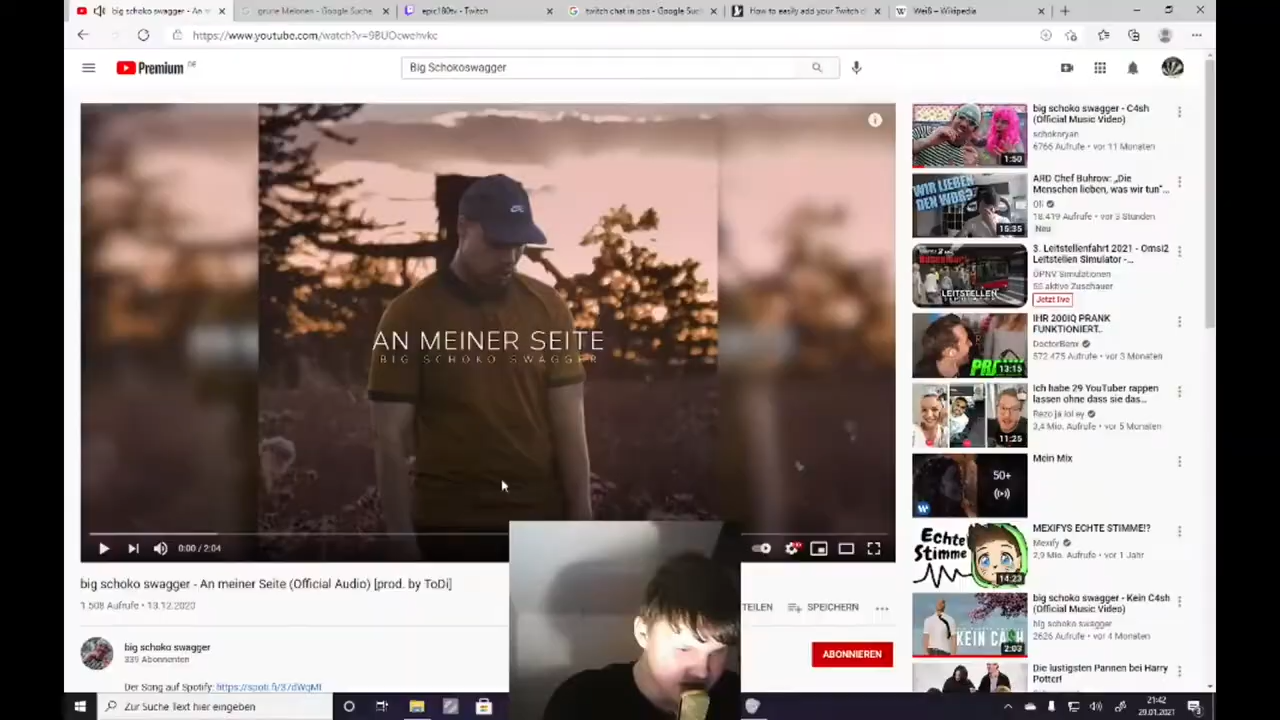 big schoko swagger - An m
grüne Melonen - Google Suche
epic180tv - Twitch
twitch chat in obs - Google Suc
How to easily add your Twitch c
Weiß – Wikipedia
https://www.youtube.com/watch?v=9BUOcwehvkc
Premium DE
Big Schokoswagger
AN MEINER SEITE
BIG SCHOKO SWAGGER
0:00 / 2:04
big schoko swagger - An meiner Seite (Official Audio) [prod. by ToDi]
1.508 Aufrufe • 13.12.2020
TEILEN
SPEICHERN
big schoko swagger
339 Abonnenten
ABONNIEREN
Der Song auf Spotify: https://spoti.fi/37dWqMl
big schoko swagger - C4sh
(Official Music Video)
schokoryan
6766 Aufrufe • vor 11 Monaten
1:50
ARD Chef Buhrow: „Die
Menschen lieben, was wir tun“...
Oli
18.419 Aufrufe • vor 3 Stunden
Neu
WIR LIEBEN
DEN WDR?
15:35
3. Leitstellenfahrt 2021 - Omsi2
Leitstellen Simulator -...
ÖPNV Simulationen
55 aktive Zuschauer
Jetzt live
LEITSTELLEN
IHR 200IQ PRANK
FUNKTIONIERT..
DoctorBenx
572.475 Aufrufe • vor 3 Monaten
PRANK
13:15
Ich habe 29 YouTuber rappen
lassen ohne dass sie das...
Rezo ja lol ey
3,4 Mio. Aufrufe • vor 5 Monaten
11:25
Mein Mix
50+
MEXIFYS ECHTE STIMME!?
Mexify
2,9 Mio. Aufrufe • vor 1 Jahr
Echte
Stimme
14:23
big schoko swagger - Kein C4sh
(Official Music Video)
big schoko swagger
2626 Aufrufe • vor 4 Monaten
KEIN CA$H
2:03
Die lustigsten Pannen bei Harry
Potter!
Zur Suche Text hier eingeben
21:42
29.01.2021